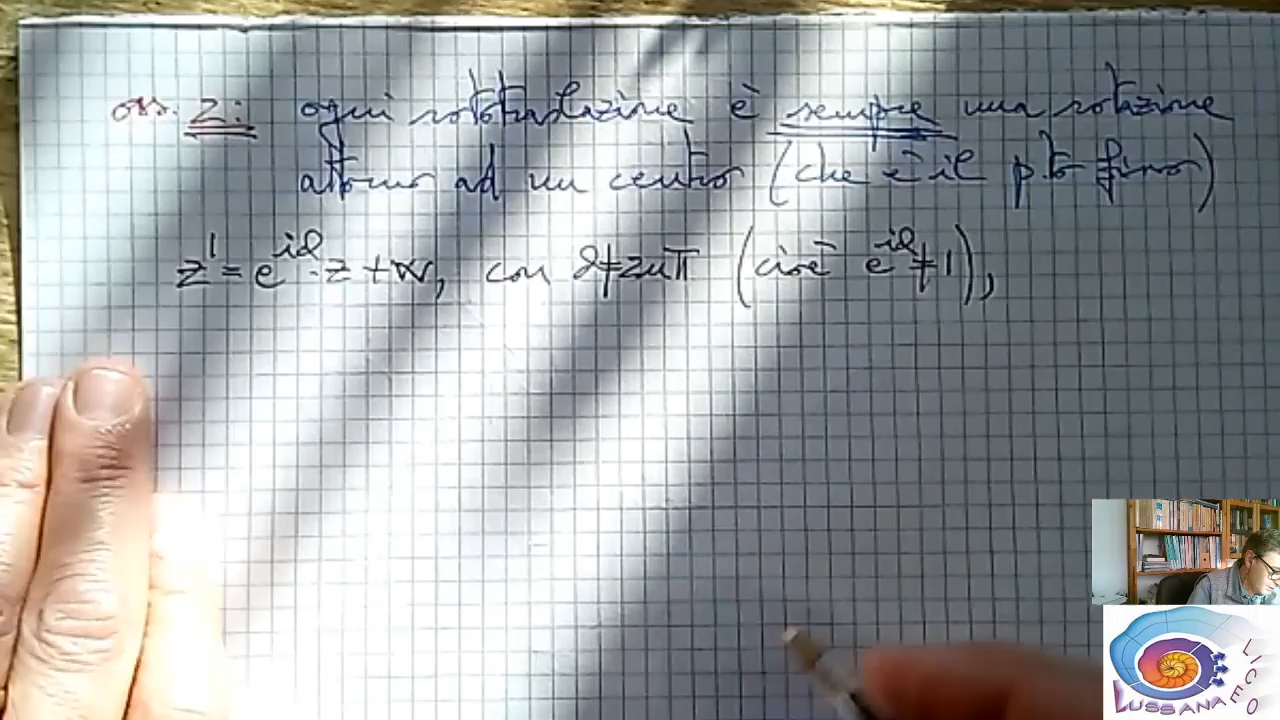 oss. 2: ogni rototraslazione è sempre una rotazione
attorno ad un centro (che è il p.to fisso)
z' = e^{iϑ}·z + w, con ϑ ≠ 2nπ (cioè e^{iϑ} ≠ 1),
LICEO
LUSSANA